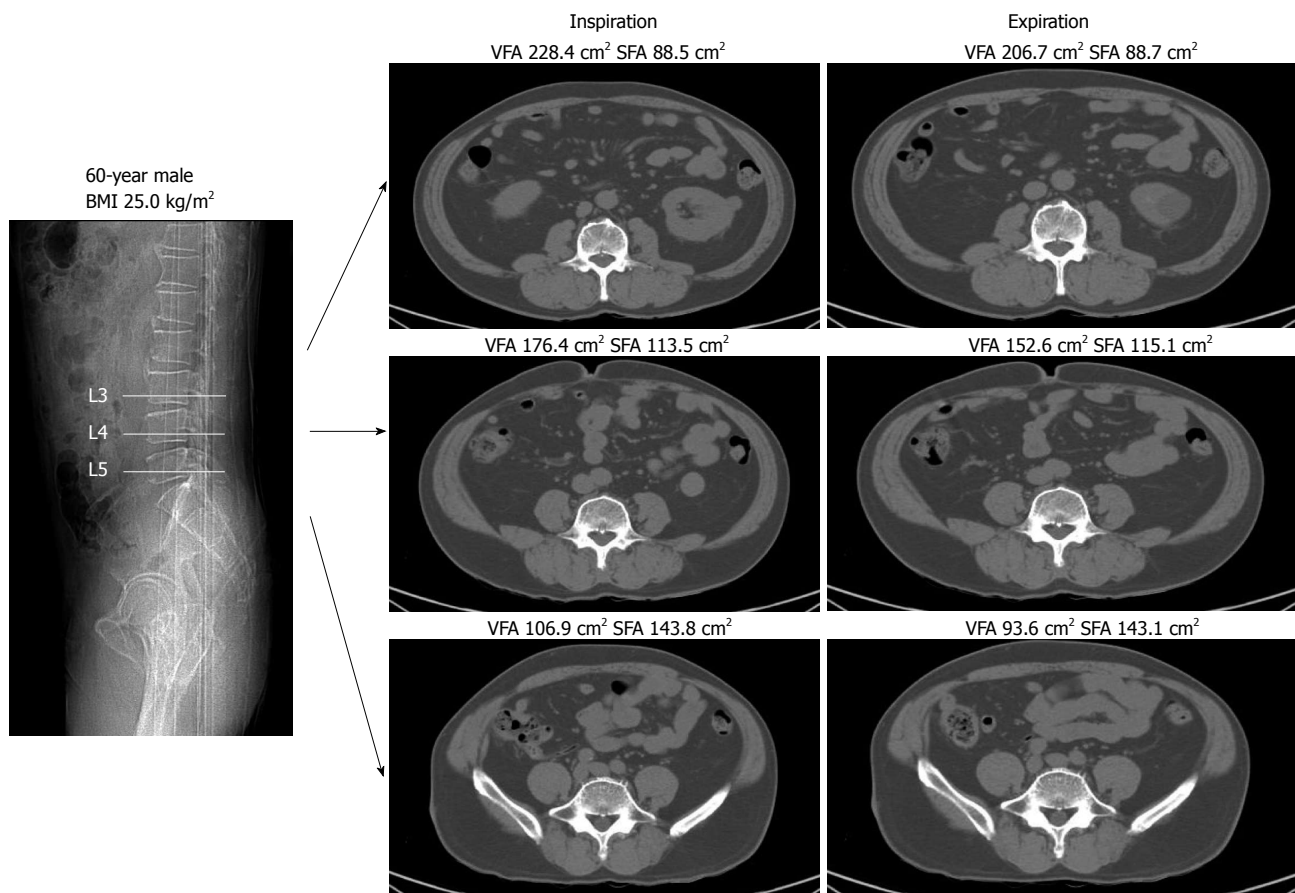 Inspiration
Expiration
VFA 228.4 cm² SFA 88.5 cm²
VFA 206.7 cm² SFA 88.7 cm²
60-year male
BMI 25.0 kg/m²
L3
L4
L5
VFA 176.4 cm² SFA 113.5 cm²
VFA 152.6 cm² SFA 115.1 cm²
VFA 106.9 cm² SFA 143.8 cm²
VFA 93.6 cm² SFA 143.1 cm²